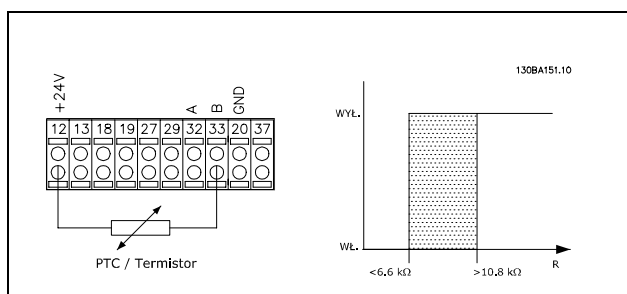 130BA151.10
+24V
A
B
GND
12 13 18 19 27 29 32 33 20 37
PTC / Termistor
WYŁ.
WŁ.
<6.6 kΩ
>10.8 kΩ
R